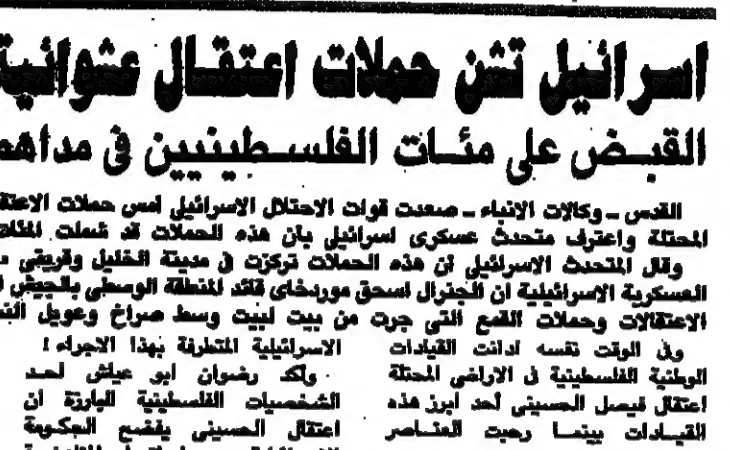 اسرائيل تشن حملات اعتقال عشوائية
القبض على مئات الفلسطينيين فى مداهم
القدس ـ وكالات الانباء ـ صعدت قوات الاحتلال الاسرائيلى امس حملات الاعتقا
المحتلة واعترف متحدث عسكرى اسرائيلى بان هذه الحملات قد شملت المئات
وقال المتحدث الاسرائيلى ان هذه الحملات تركزت فى مدينة الخليل وقريتى
العسكرية الاسرائيلية ان الجنرال اسحق موردخاى قائد المنطقة الوسطى بالجيش
الاعتقالات وحملات القمع التى جرت من بيت لبيت وسط صراخ وعويل
وفى الوقت نفسه ادانت القيادات
الوطنية الفلسطينية فى الاراضى المحتلة
اعتقال فيصل الحسينى احد ابرز هذه
القيادات بينما رحبت العناصر
الاسرائيلية المتطرفة بهذا الاجراء !
واكد رضوان ابو عياش احد
الشخصيات الفلسطينية البارزة ان
اعتقال الحسينى يفضح الحكومة